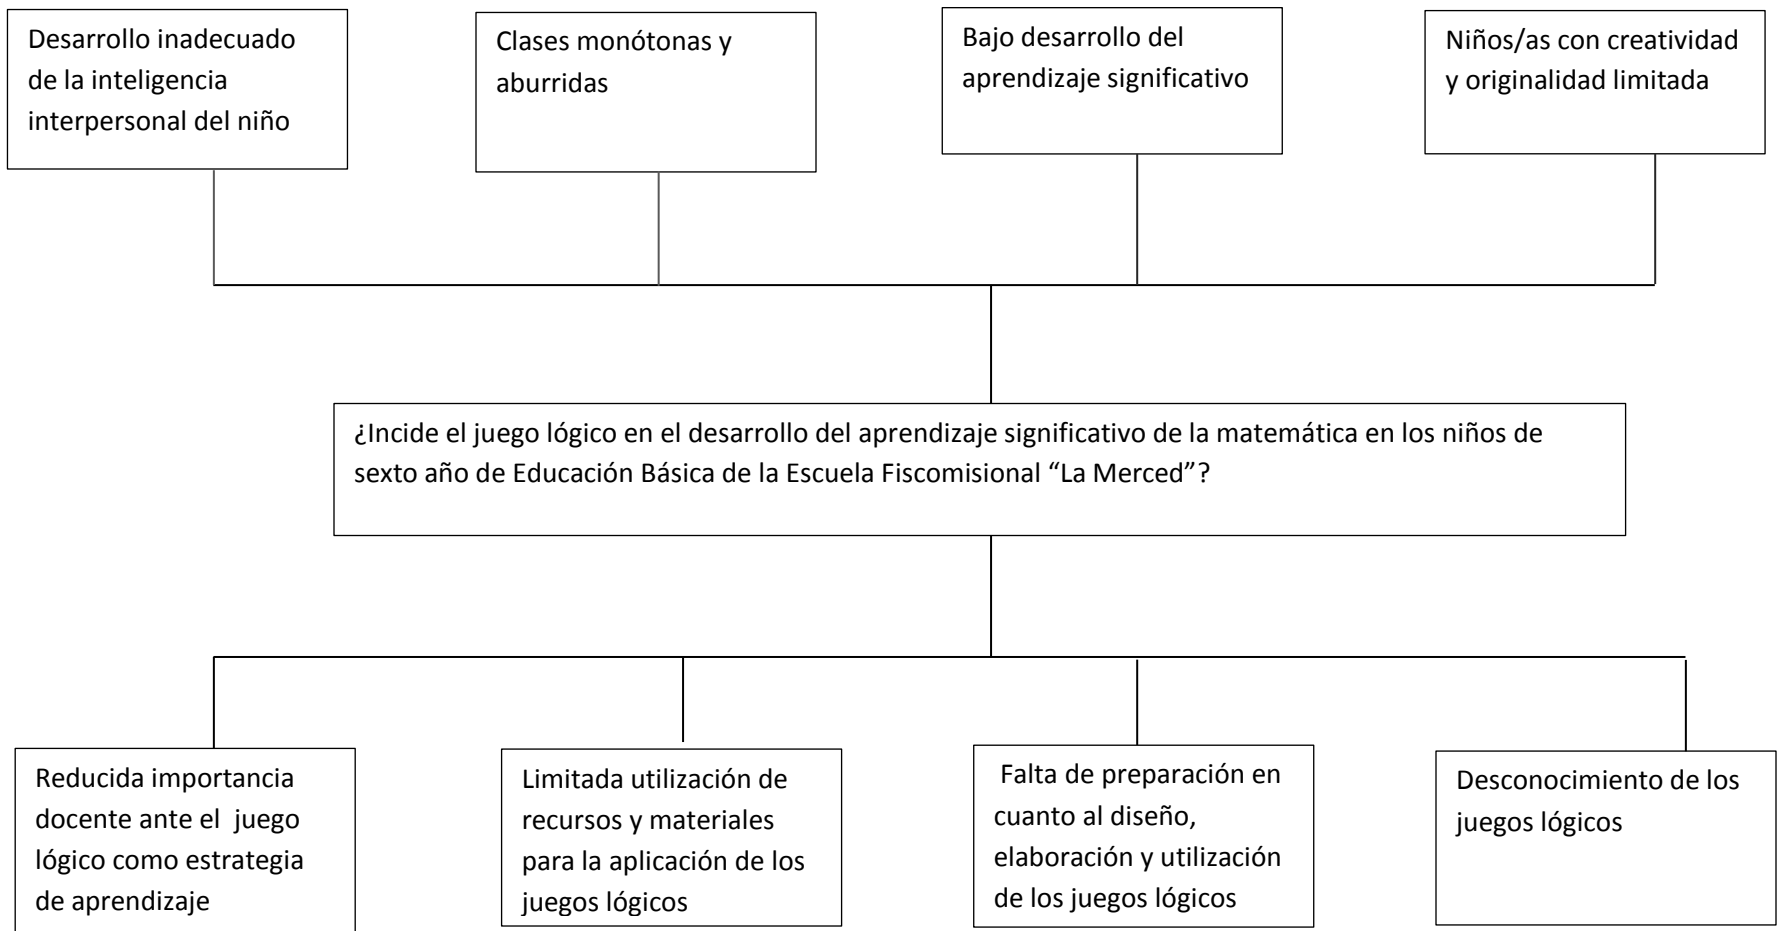 Desarrollo inadecuado
de la inteligencia
interpersonal del niño
Clases monótonas y
aburridas
Bajo desarrollo del
aprendizaje significativo
Niños/as con creatividad
y originalidad limitada
¿Incide el juego lógico en el desarrollo del aprendizaje significativo de la matemática en los niños de
sexto año de Educación Básica de la Escuela Fiscomisional “La Merced”?
Reducida importancia
docente ante el  juego
lógico como estrategia
de aprendizaje
Limitada utilización de
recursos y materiales
para la aplicación de los
juegos lógicos
Falta de preparación en
cuanto al diseño,
elaboración y utilización
de los juegos lógicos
Desconocimiento de los
juegos lógicos